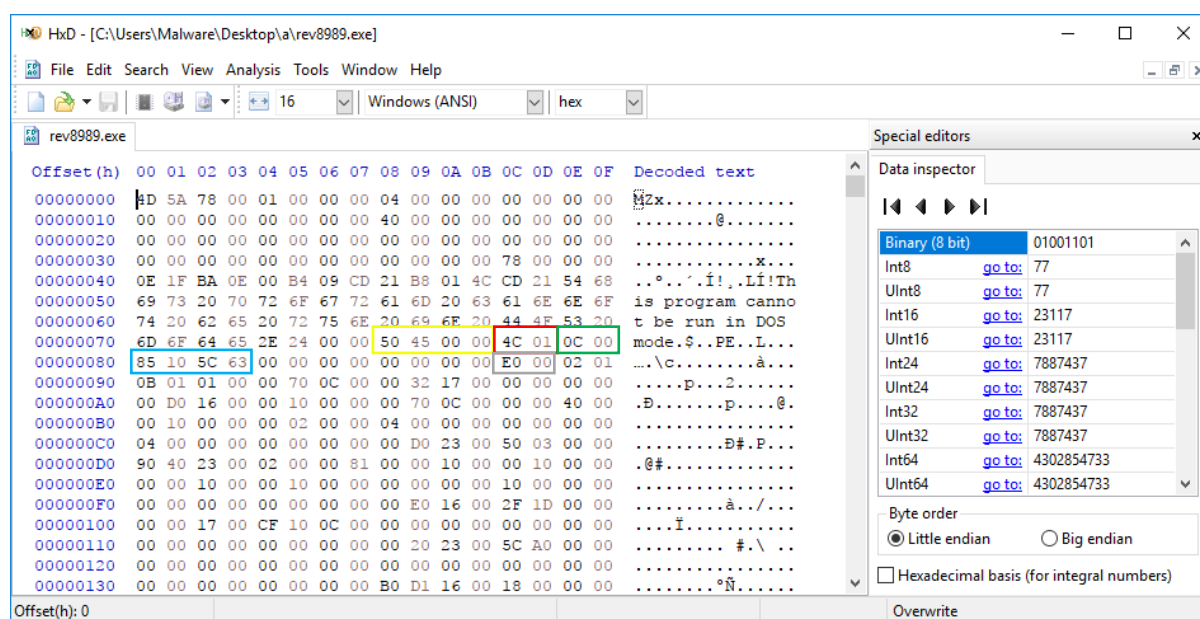 HxD - [C:\Users\Malware\Desktop\a\rev8989.exe]
File Edit Search View Analysis Tools Window Help
16 Windows (ANSI) hex
rev8989.exe
Offset(h) 00 01 02 03 04 05 06 07 08 09 0A 0B 0C 0D 0E 0F Decoded text
00000000 4D 5A 78 00 01 00 00 00 04 00 00 00 00 00 00 00 MZx.............
00000010 00 00 00 00 00 00 00 00 40 00 00 00 00 00 00 00 ........@.......
00000020 00 00 00 00 00 00 00 00 00 00 00 00 00 00 00 00 ................
00000030 00 00 00 00 00 00 00 00 00 00 00 00 78 00 00 00 ............x...
00000040 0E 1F BA 0E 00 B4 09 CD 21 B8 01 4C CD 21 54 68 ..º..´.Í!¸.LÍ!Th
00000050 69 73 20 70 72 6F 67 72 61 6D 20 63 61 6E 6E 6F is program canno
00000060 74 20 62 65 20 72 75 6E 20 69 6E 20 44 4F 53 20 t be run in DOS
00000070 6D 6F 64 65 2E 24 00 00 50 45 00 00 4C 01 0C 00 mode.$..PE..L...
00000080 85 10 5C 63 00 00 00 00 00 00 00 00 E0 00 02 01 ….\c........à...
00000090 0B 01 01 00 00 70 0C 00 00 32 17 00 00 00 00 00 .....p...2......
000000A0 00 D0 16 00 00 10 00 00 00 70 0C 00 00 00 40 00 .Ð.......p....@.
000000B0 00 10 00 00 00 02 00 00 04 00 00 00 00 00 00 00 ................
000000C0 04 00 00 00 00 00 00 00 00 D0 23 00 50 03 00 00 .........Ð#.P...
000000D0 90 40 23 00 02 00 00 81 00 00 10 00 00 10 00 00 .@#.............
000000E0 00 00 10 00 00 10 00 00 00 00 00 00 10 00 00 00 ................
000000F0 00 00 00 00 00 00 00 00 00 E0 16 00 2F 1D 00 00 .........à../...
00000100 00 00 17 00 CF 10 0C 00 00 00 00 00 00 00 00 00 ....Ï...........
00000110 00 00 00 00 00 00 00 00 00 20 23 00 5C A0 00 00 ......... #.\ ..
00000120 00 00 00 00 00 00 00 00 00 00 00 00 00 00 00 00 ................
00000130 00 00 00 00 00 00 00 00 B0 D1 16 00 18 00 00 00 ........°Ñ......
Special editors
Data inspector
Binary (8 bit) 01001101
Int8 go to: 77
UInt8 go to: 77
Int16 go to: 23117
UInt16 go to: 23117
Int24 go to: 7887437
UInt24 go to: 7887437
Int32 go to: 7887437
UInt32 go to: 7887437
Int64 go to: 4302854733
UInt64 go to: 4302854733
Byte order
Little endian Big endian
Hexadecimal basis (for integral numbers)
Offset(h): 0 Overwrite